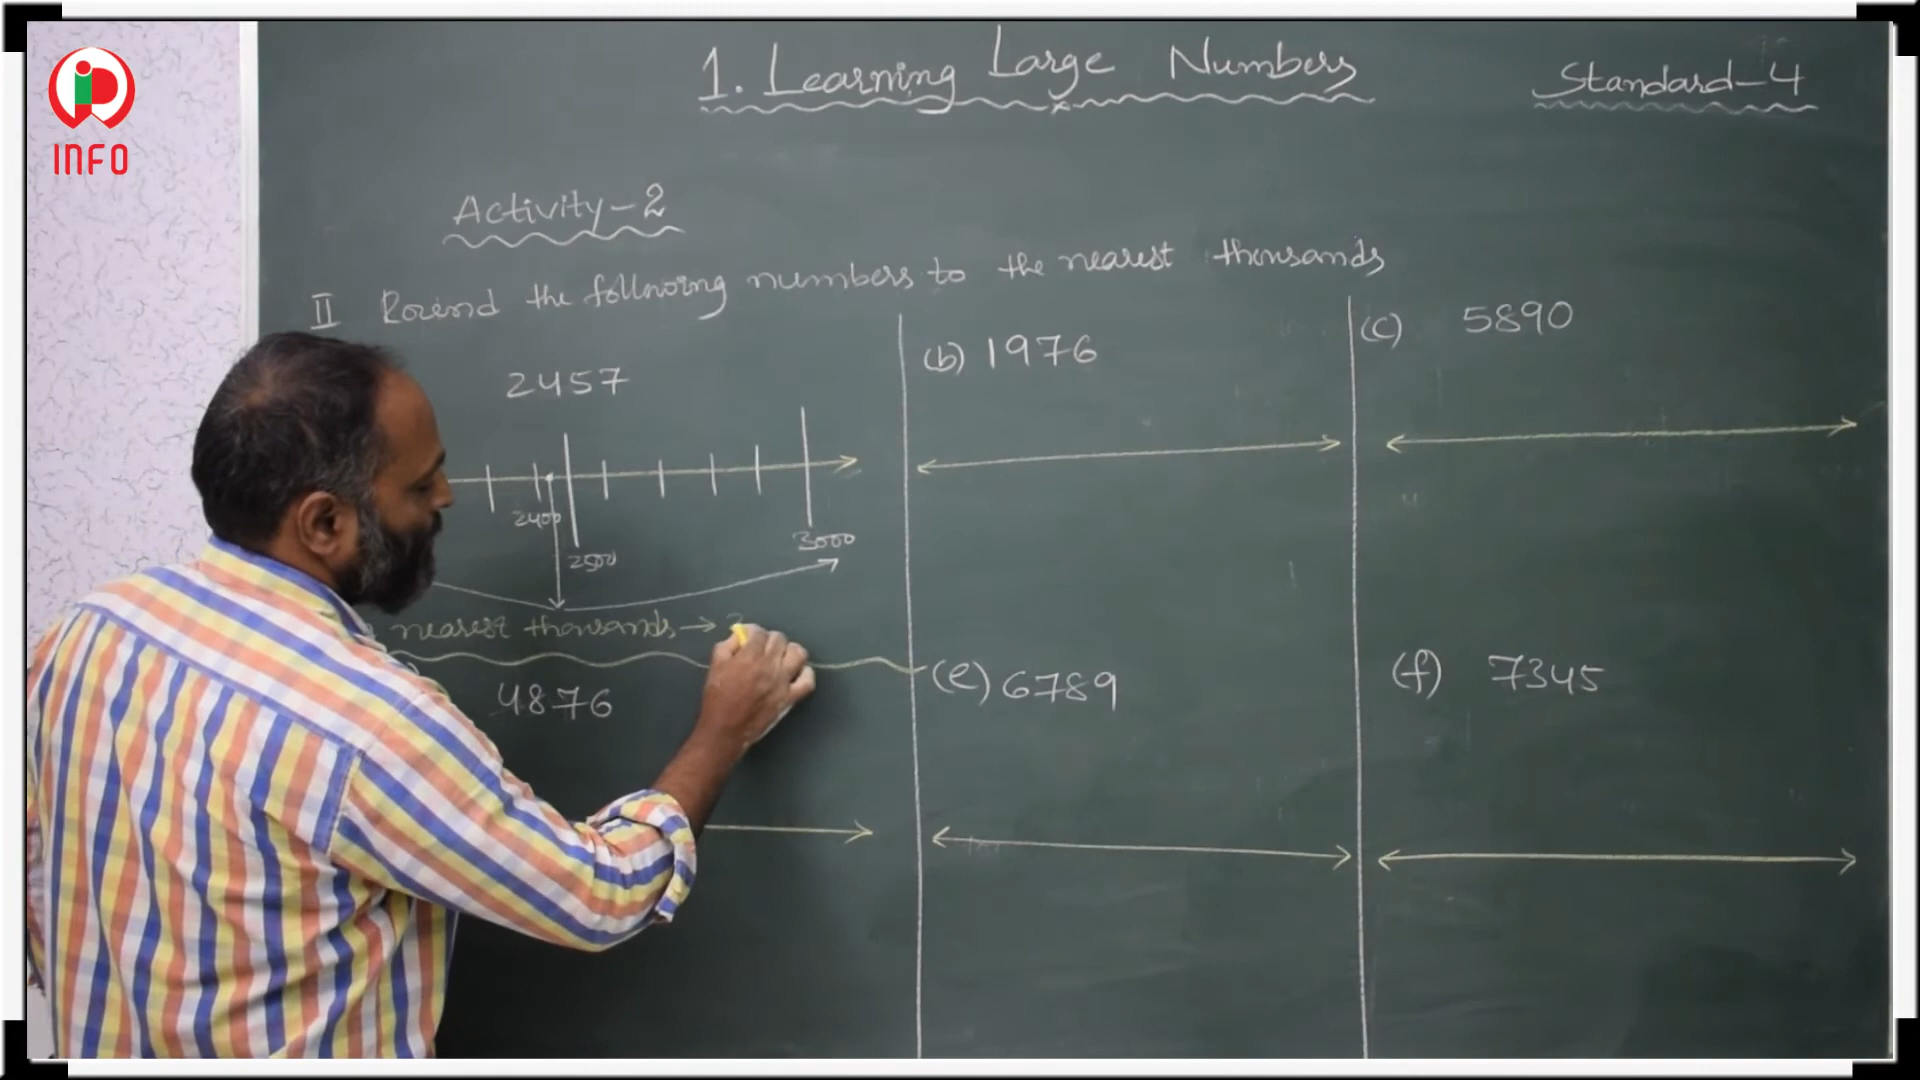 INFO
1. Learning Large Numbers
Standard-4
Activity-2
II Round the following numbers to the nearest thousands
2457
2400
2500
3000
nearest thousands →
(b) 1976
(c) 5890
4876
(e) 6789
(f) 7345